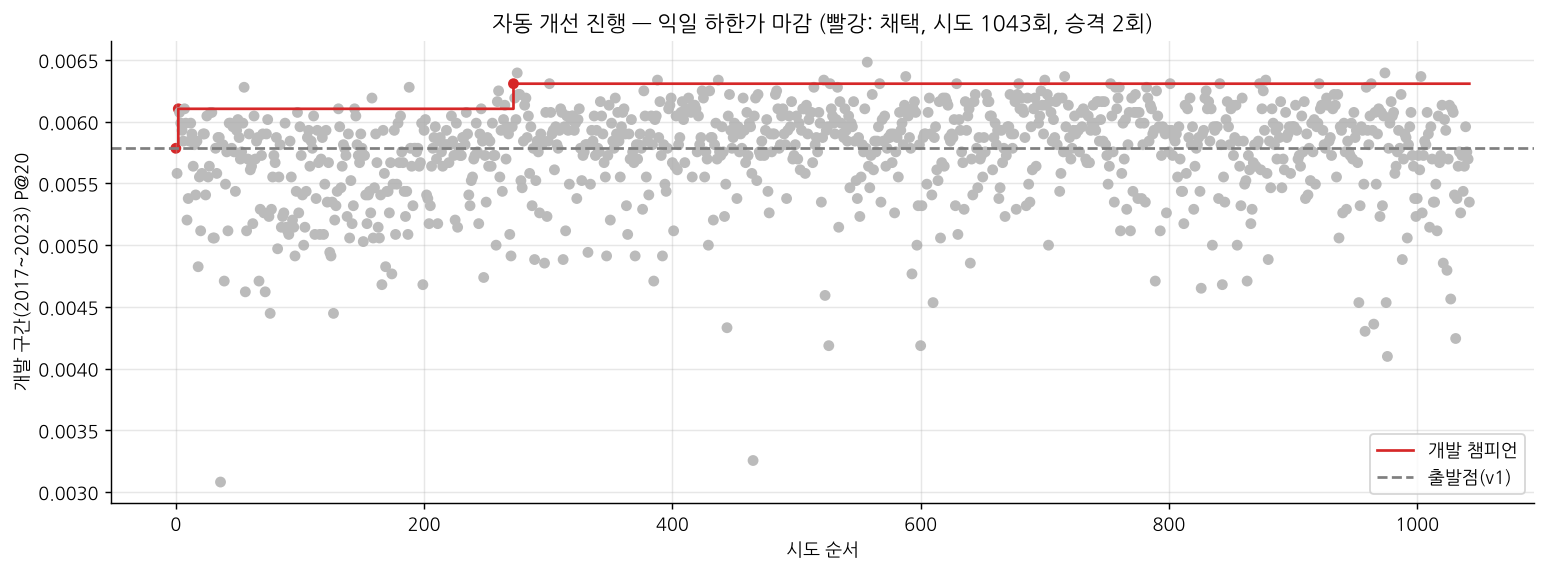 자동 개선 진행 — 익일 하한가 마감 (빨강: 채택, 시도 1043회, 승격 2회)
개발 구간(2017~2023) P@20
0.0065
0.0060
0.0055
0.0050
0.0045
0.0040
0.0035
0.0030
개발 챔피언
출발점(v1)
0 200 400 600 800 1000
시도 순서